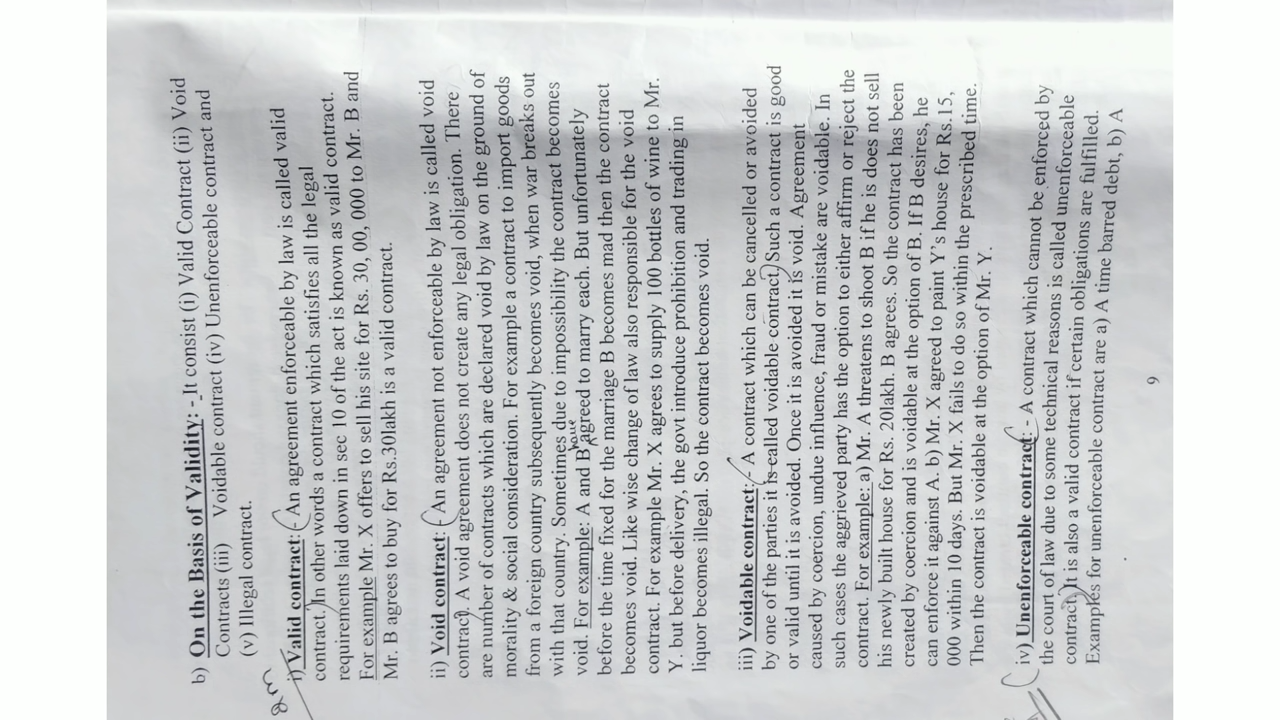 b) On the Basis of Validity: - It consist (i) Valid Contract (ii) Void
Contracts (iii) Voidable contract (iv) Unenforceable contract and
(v) Illegal contract.
2m
i) Valid contract: - An agreement enforceable by law is called valid
contract. In other words a contract which satisfies all the legal
requirements laid down in sec 10 of the act is known as valid contract.
For example Mr. X offers to sell his site for Rs. 30, 00, 000 to Mr. B and
Mr. B agrees to buy for Rs.30lakh is a valid contract.
ii) Void contract: - An agreement not enforceable by law is called void
contract. A void agreement does not create any legal obligation. There
are number of contracts which are declared void by law on the ground of
morality & social consideration. For example a contract to import goods
from a foreign country subsequently becomes void, when war breaks out
with that country. Sometimes due to impossibility the contract becomes
void. For example: A and B have agreed to marry each. But unfortunately
before the time fixed for the marriage B becomes mad then the contract
becomes void. Like wise change of law also responsible for the void
contract. For example Mr. X agrees to supply 100 bottles of wine to Mr.
Y. but before delivery, the govt introduce prohibition and trading in
liquor becomes illegal. So the contract becomes void.
iii) Voidable contract: - A contract which can be cancelled or avoided
by one of the parties it is called voidable contract. Such a contract is good
or valid until it is avoided. Once it is avoided it is void. Agreement
caused by coercion, undue influence, fraud or mistake are voidable. In
such cases the aggrieved party has the option to either affirm or reject the
contract. For example: a) Mr. A threatens to shoot B if he is does not sell
his newly built house for Rs. 20lakh. B agrees. So the contract has been
created by coercion and is voidable at the option of B. If B desires, he
can enforce it against A. b) Mr. X agreed to paint Y's house for Rs.15,
000 within 10 days. But Mr. X fails to do so within the prescribed time.
Then the contract is voidable at the option of Mr. Y.
iv) Unenforceable contract: - A contract which cannot be enforced by
the court of law due to some technical reasons is called unenforceable
contract. It is also a valid contract if certain obligations are fulfilled.
Examples for unenforceable contract are a) A time barred debt, b) A
9